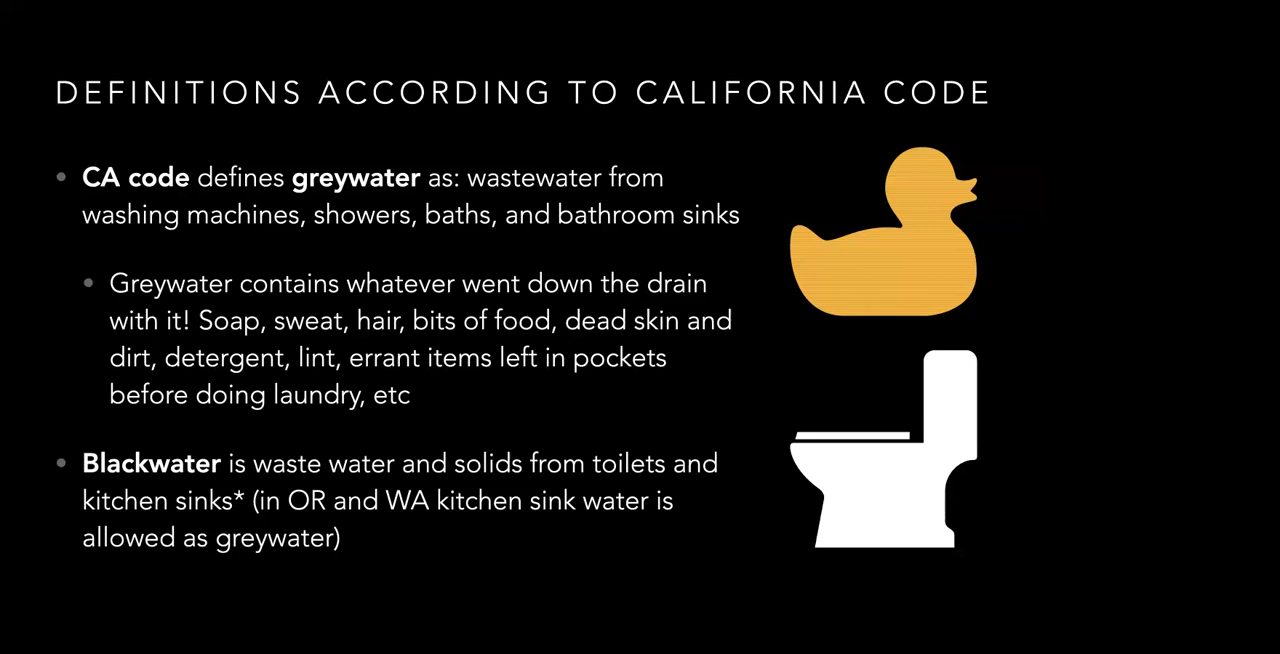 DEFINITIONS ACCORDING TO CALIFORNIA CODE
• CA code defines greywater as: wastewater from
washing machines, showers, baths, and bathroom sinks
• Greywater contains whatever went down the drain
with it! Soap, sweat, hair, bits of food, dead skin and
dirt, detergent, lint, errant items left in pockets
before doing laundry, etc
• Blackwater is waste water and solids from toilets and
kitchen sinks* (in OR and WA kitchen sink water is
allowed as greywater)